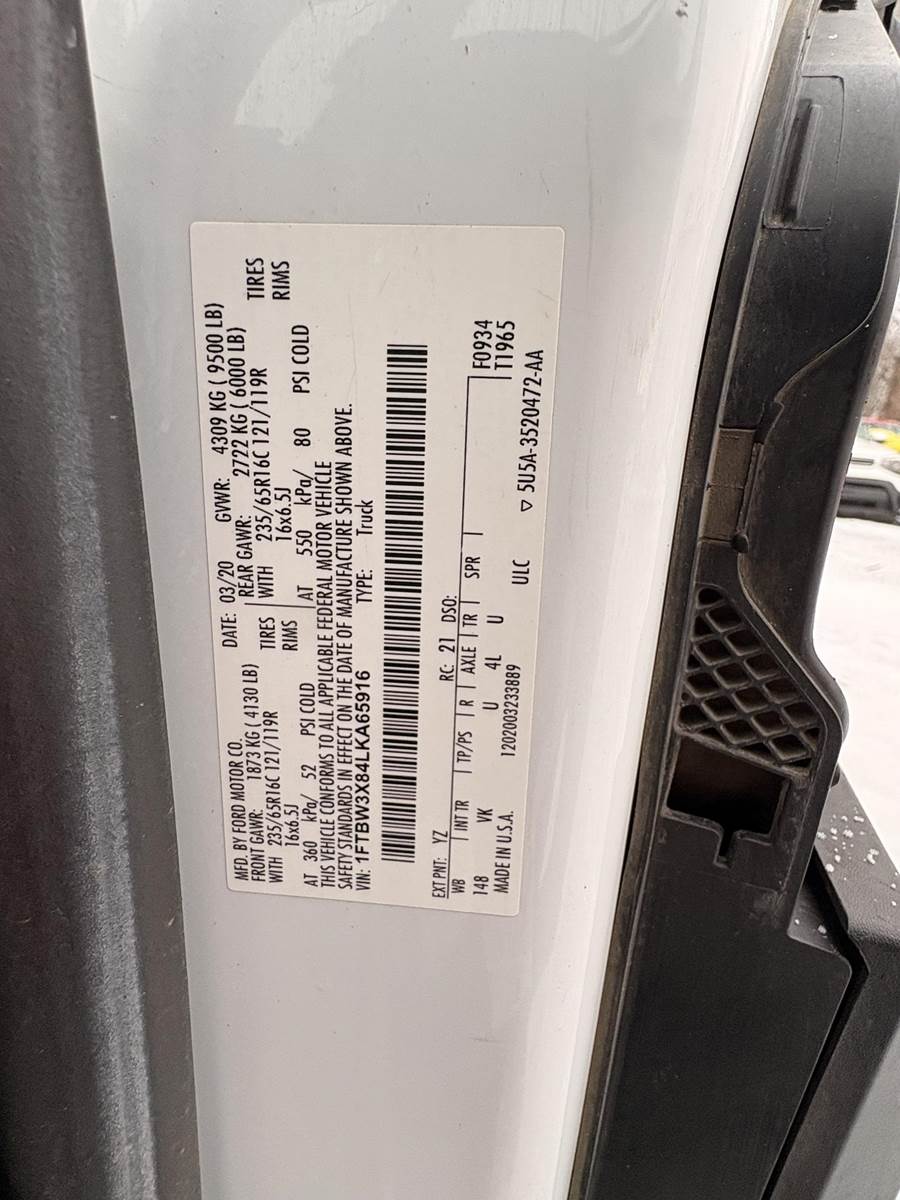 MFD. BY FORD MOTOR CO. DATE: 03/20 GVWR: 4309 KG ( 9500 LB)
FRONT GAWR: 1873 KG ( 4130 LB) REAR GAWR: 2722 KG ( 6000 LB)
WITH 235/65R16C 121/119R TIRES WITH 235/65R16C 121/119R TIRES
16x6.5J RIMS 16x6.5J RIMS
AT 360 kPa/ 52 PSI COLD AT 550 kPa/ 80 PSI COLD
THIS VEHICLE CONFORMS TO ALL APPLICABLE FEDERAL MOTOR VEHICLE
SAFETY STANDARDS IN EFFECT ON THE DATE OF MANUFACTURE SHOWN ABOVE.
VIN: 1FTBW3X84LKA65916 TYPE: Truck
EXT PNT: YZ RC: 21 DSO:
WB INT TR TP/PS R AXLE TR SPR F0934
148 VK U 4L U T1965
MADE IN U.S.A. 1202003233889 ULC ▽ 5U5A-3520472-AA